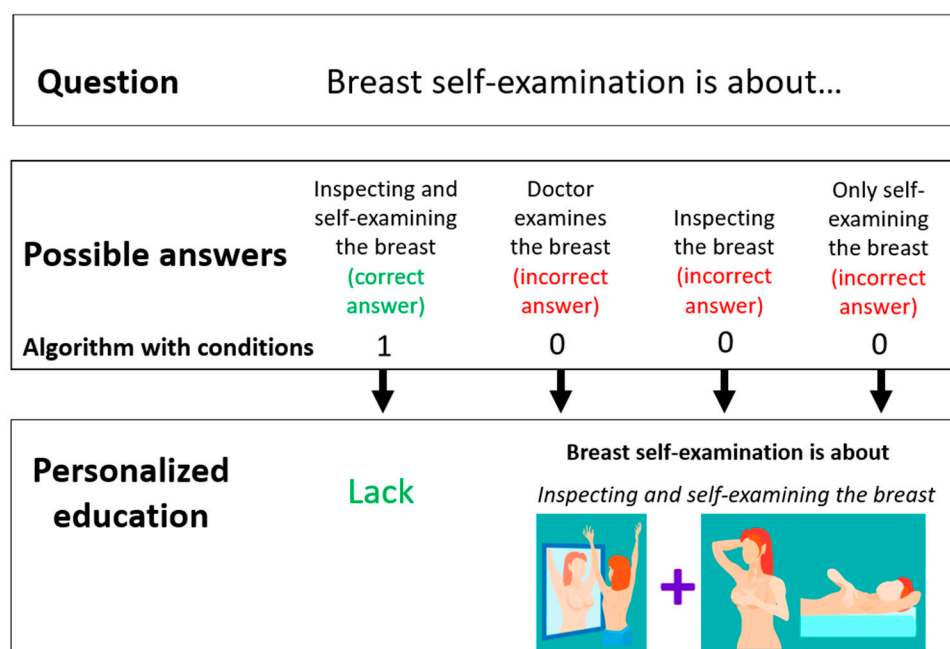 Question
Breast self-examination is about...
Possible answers
Inspecting and
self-examining
the breast
(correct
answer)
Doctor
examines
the breast
(incorrect
answer)
Inspecting
the breast
(incorrect
answer)
Only self-
examining
the breast
(incorrect
answer)
Algorithm with conditions
1
0
0
0
Personalized
education
Lack
Breast self-examination is about
Inspecting and self-examining the breast
+